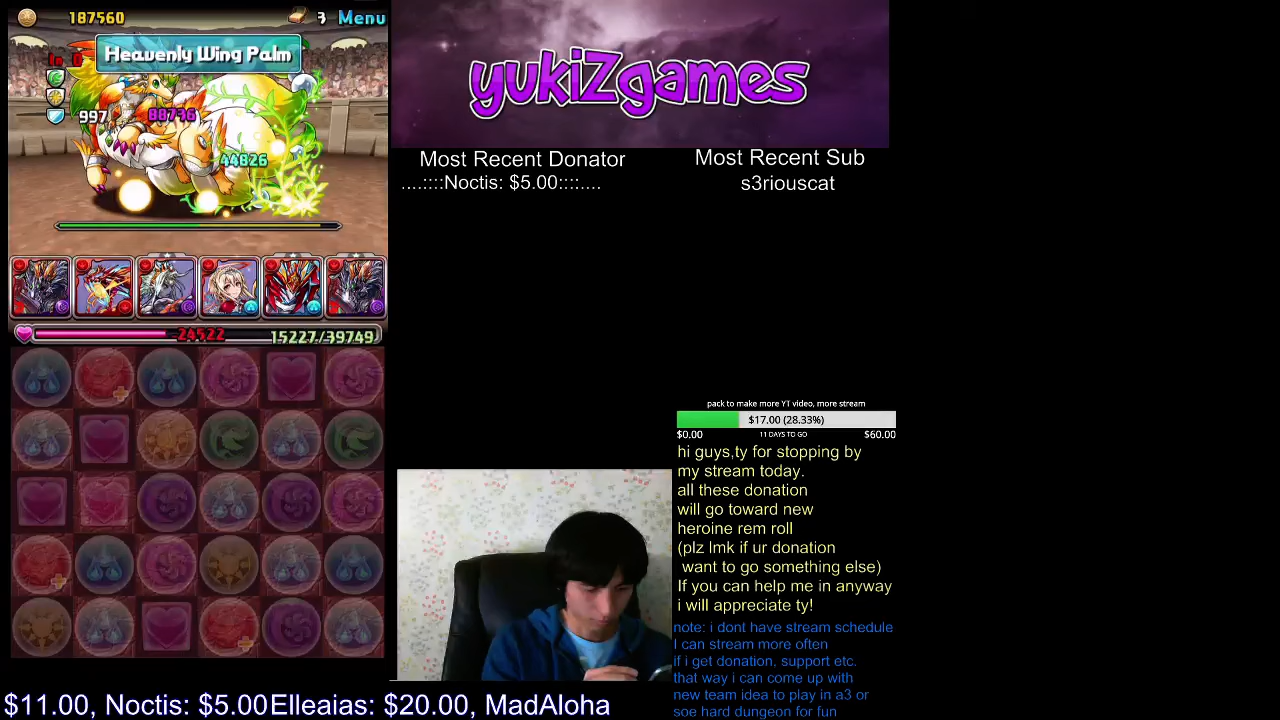 187560
3 Menu
Heavenly Wing Palm
997
88736
44826
-24522
15227/39749
yukiZgames
Most Recent Donator
....::::Noctis: $5.00::::....
Most Recent Sub
s3riouscat
pack to make more YT video, more stream
$17.00 (28.33%)
$0.00 11 DAYS TO GO $60.00
hi guys,ty for stopping by
my stream today.
all these donation
will go toward new
heroine rem roll
(plz lmk if ur donation
want to go something else)
If you can help me in anyway
i will appreciate ty!
note: i dont have stream schedule
I can stream more often
if i get donation, support etc.
that way i can come up with
new team idea to play in a3 or
soe hard dungeon for fun
$11.00, Noctis: $5.00Elleaias: $20.00, MadAloha